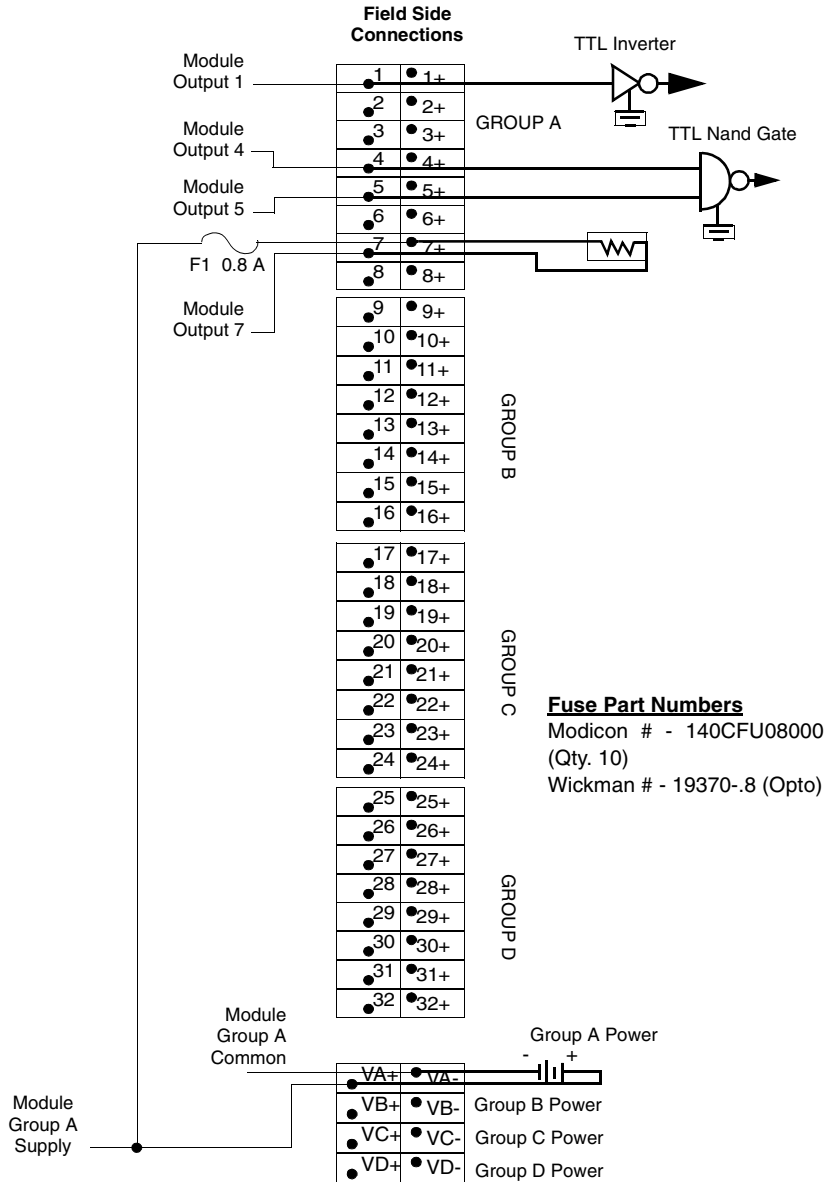 Field Side
Connections
TTL Inverter
Module
Output 1
1 1+
2 2+
GROUP A
3 3+
TTL Nand Gate
Module
Output 4
4 4+
Module
Output 5
5 5+
6 6+
F1 0.8 A
7 7+
8 8+
Module
Output 7
9 9+
10 10+
11 11+
12 12+
13 13+
14 14+
15 15+
16 16+
GROUP B
17 17+
18 18+
19 19+
20 20+
21 21+
22 22+
23 23+
24 24+
GROUP C
Fuse Part Numbers
Modicon # - 140CFU08000
(Qty. 10)
Wickman # - 19370-.8 (Opto)
25 25+
26 26+
27 27+
28 28+
29 29+
30 30+
31 31+
32 32+
GROUP D
Module
Group A
Common
Group A Power
- +
VA+ VA-
VB+ VB- Group B Power
VC+ VC- Group C Power
VD+ VD- Group D Power
Module
Group A
Supply